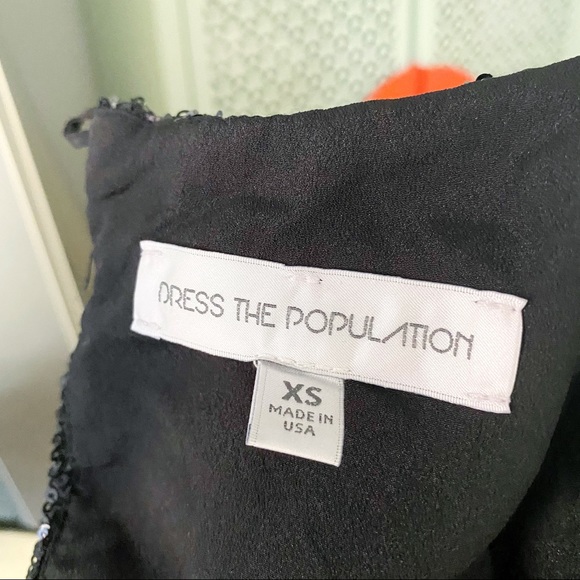 DRESS THE POPULATION
XS
MADE IN
USA